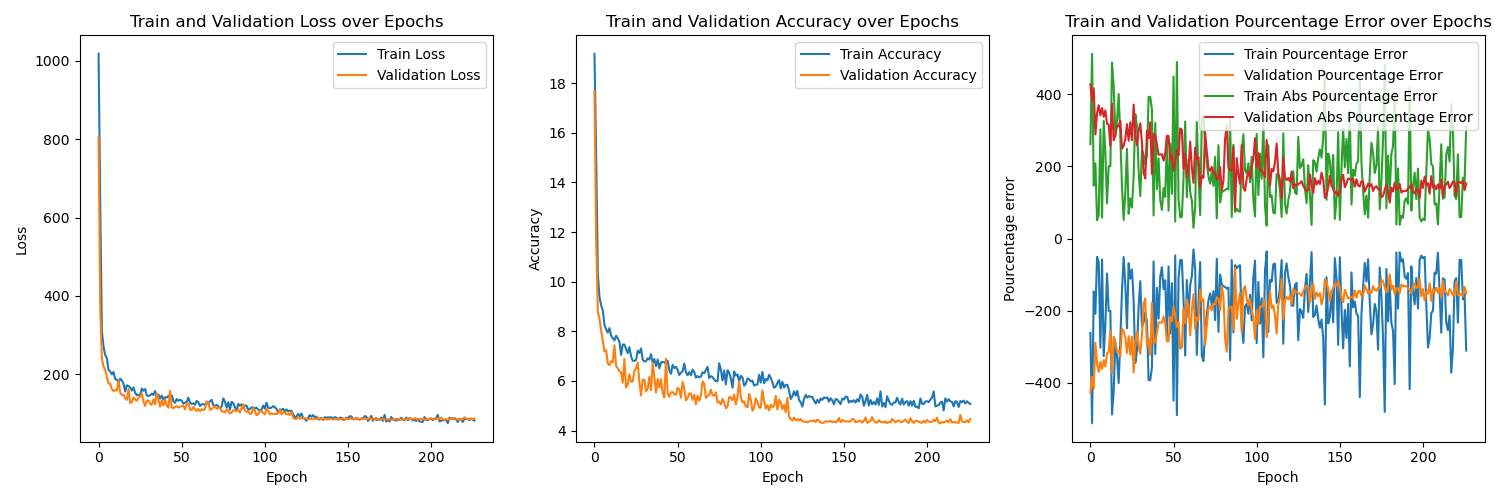 Train and Validation Loss over Epochs
Train Loss
Validation Loss
1000
800
600
400
200
Loss
0
50
100
150
200
Epoch
Train and Validation Accuracy over Epochs
Train Accuracy
Validation Accuracy
18
16
14
12
10
8
6
4
Accuracy
0
50
100
150
200
Epoch
Train and Validation Pourcentage Error over Epochs
Train Pourcentage Error
Validation Pourcentage Error
Train Abs Pourcentage Error
Validation Abs Pourcentage Error
400
200
0
−200
−400
Pourcentage error
0
50
100
150
200
Epoch